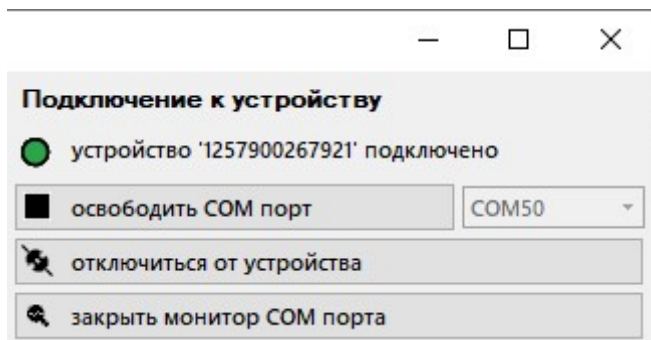 Подключение к устройству
устройство '1257900267921' подключено
освободить COM порт COM50
отключиться от устройства
закрыть монитор COM порта